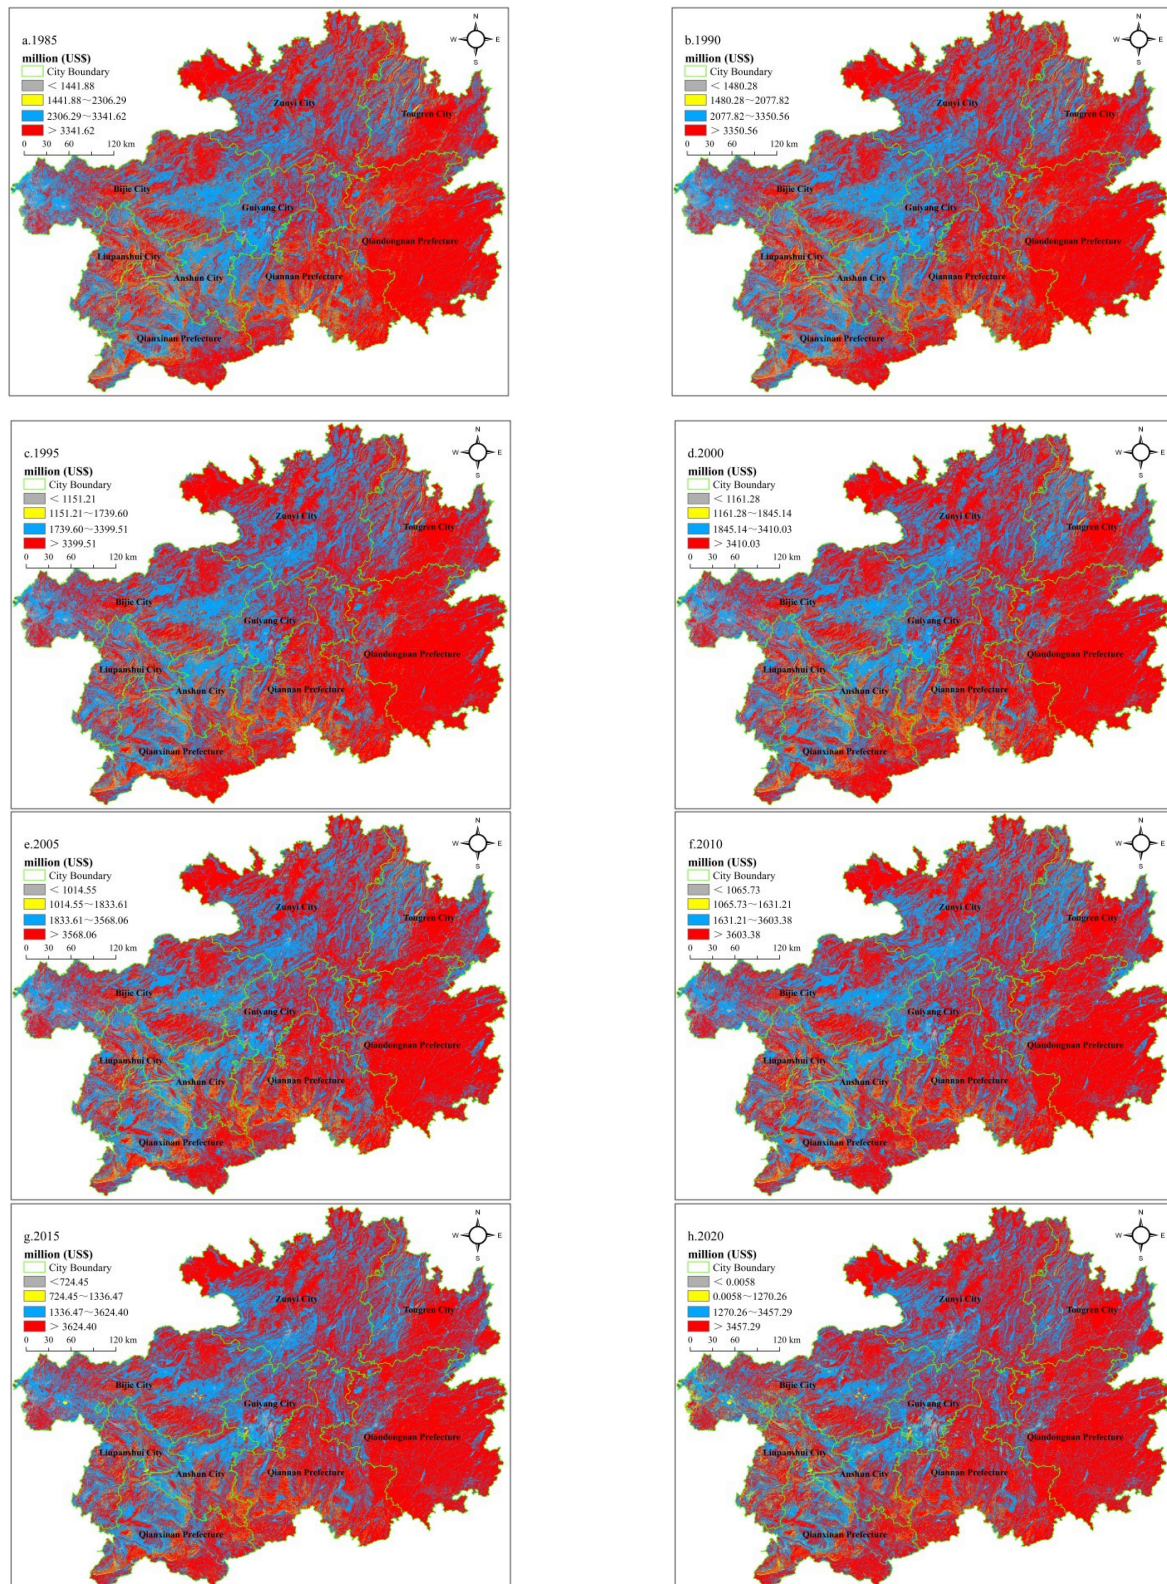 a.1985
million (US$)
City Boundary
< 1441.88
1441.88～2306.29
2306.29～3341.62
> 3341.62
0 60 120 km
N
W E
S
Zunyi City
Tougren City
Bijie City
Guiyang City
Qiandongnan Prefecture
Liupanshui City
Anshun City
Qiannan Prefecture
Qianxinan Prefecture
b.1990
million (US$)
City Boundary
< 1480.28
1480.28～2077.82
2077.82～3350.56
> 3350.56
0 60 120 km
N
W E
S
Zunyi City
Tougren City
Bijie City
Guiyang City
Qiandongnan Prefecture
Liupanshui City
Anshun City
Qiannan Prefecture
Qianxinan Prefecture
c.1995
million (US$)
City Boundary
< 1151.21
1151.21～1739.60
1739.60～3399.51
> 3399.51
0 60 120 km
N
W E
S
Zunyi City
Tougren City
Bijie City
Guiyang City
Qiandongnan Prefecture
Liupanshui City
Anshun City
Qiannan Prefecture
Qianxinan Prefecture
d.2000
million (US$)
City Boundary
< 1161.28
1161.28～1845.14
1845.14～3410.03
> 3410.03
0 60 120 km
N
W E
S
Zunyi City
Tougren City
Bijie City
Guiyang City
Qiandongnan Prefecture
Liupanshui City
Anshun City
Qiannan Prefecture
Qianxinan Prefecture
e.2005
million (US$)
City Boundary
< 1014.55
1014.55～1833.61
1833.61～3568.06
> 3568.06
0 60 120 km
N
W E
S
Zunyi City
Tougren City
Bijie City
Guiyang City
Qiandongnan Prefecture
Liupanshui City
Anshun City
Qiannan Prefecture
Qianxinan Prefecture
f.2010
million (US$)
City Boundary
< 1065.73
1065.73～1631.21
1631.21～3603.38
> 3603.38
0 60 120 km
N
W E
S
Zunyi City
Tougren City
Bijie City
Guiyang City
Qiandongnan Prefecture
Liupanshui City
Anshun City
Qiannan Prefecture
Qianxinan Prefecture
g.2015
million (US$)
City Boundary
<724.45
724.45～1336.47
1336.47～3624.40
> 3624.40
0 60 120 km
N
W E
S
Zunyi City
Tougren City
Bijie City
Guiyang City
Qiandongnan Prefecture
Liupanshui City
Anshun City
Qiannan Prefecture
Qianxinan Prefecture
h.2020
million (US$)
City Boundary
< 0.0058
0.0058～1270.26
1270.26～3457.29
> 3457.29
0 60 120 km
N
W E
S
Zunyi City
Tougren City
Bijie City
Guiyang City
Qiandongnan Prefecture
Liupanshui City
Anshun City
Qiannan Prefecture
Qianxinan Prefecture